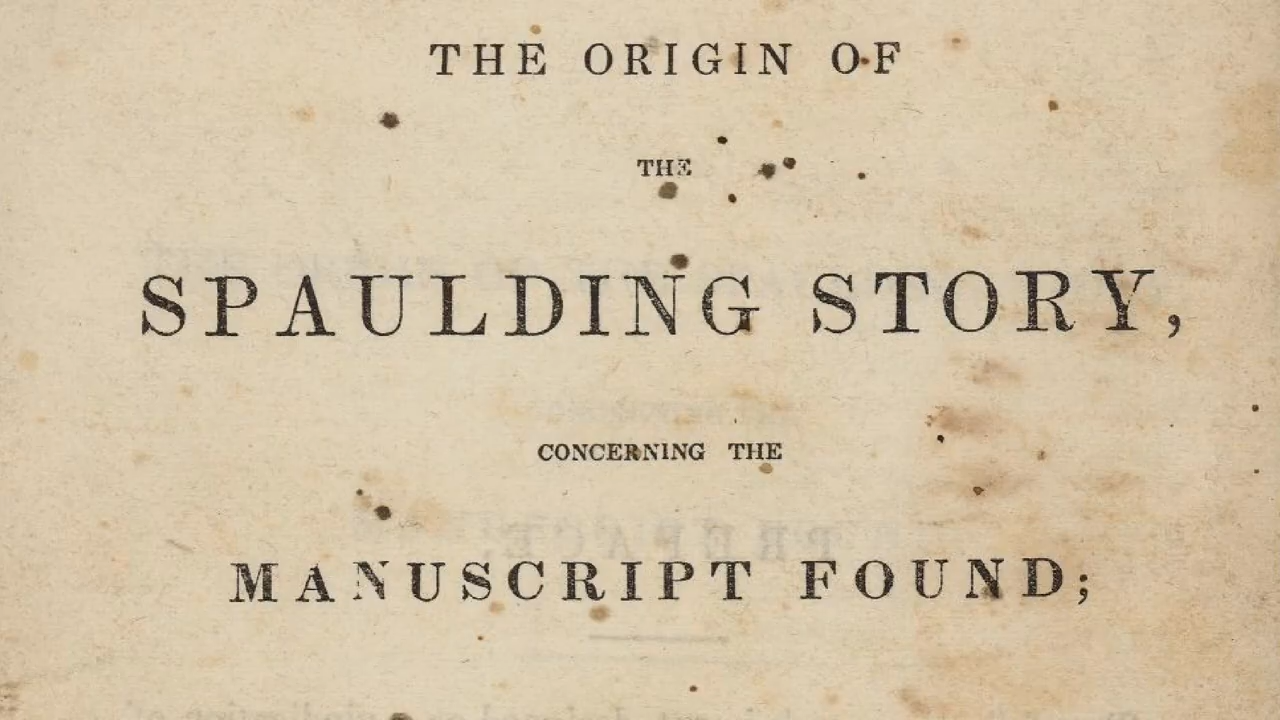 THE ORIGIN OF
THE
SPAULDING STORY,
CONCERNING THE
MANUSCRIPT FOUND;